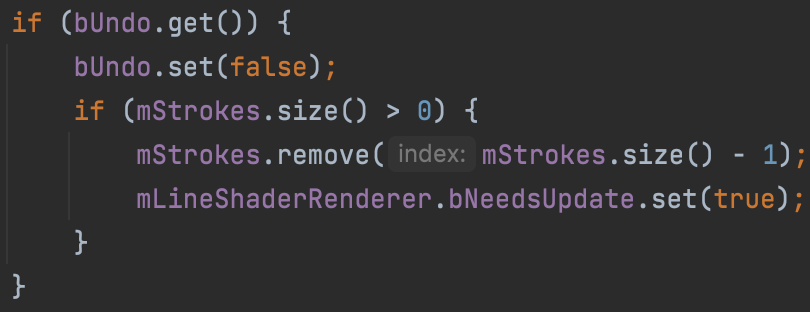 if (bUndo.get()) {
    bUndo.set(false);
    if (mStrokes.size() > 0) {
        mStrokes.remove( index: mStrokes.size() - 1);
        mLineShaderRenderer.bNeedsUpdate.set(true);
    }
}